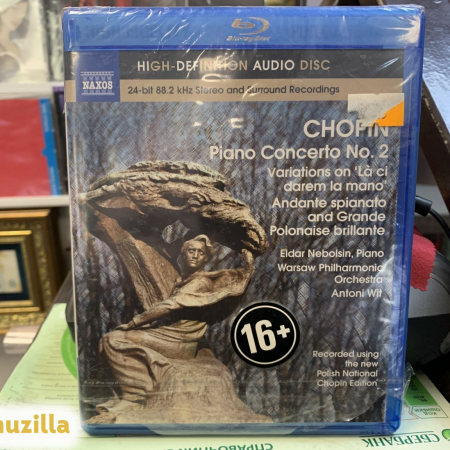 Blu-ray Disc
HIGH-DEFINITION AUDIO DISC
NAXOS
24-bit 88.2 kHz Stereo and Surround Recordings
CHOPIN
Piano Concerto No. 2
Variations on 'Là ci
darem la mano'
Andante spianato
and Grande
Polonaise brillante
Eldar Nebolsin, Piano
Warsaw Philharmonic
Orchestra
Antoni Wit
16+
Recorded using
the new
Polish National
Chopin Edition
uzilla
СБЕРБАНК